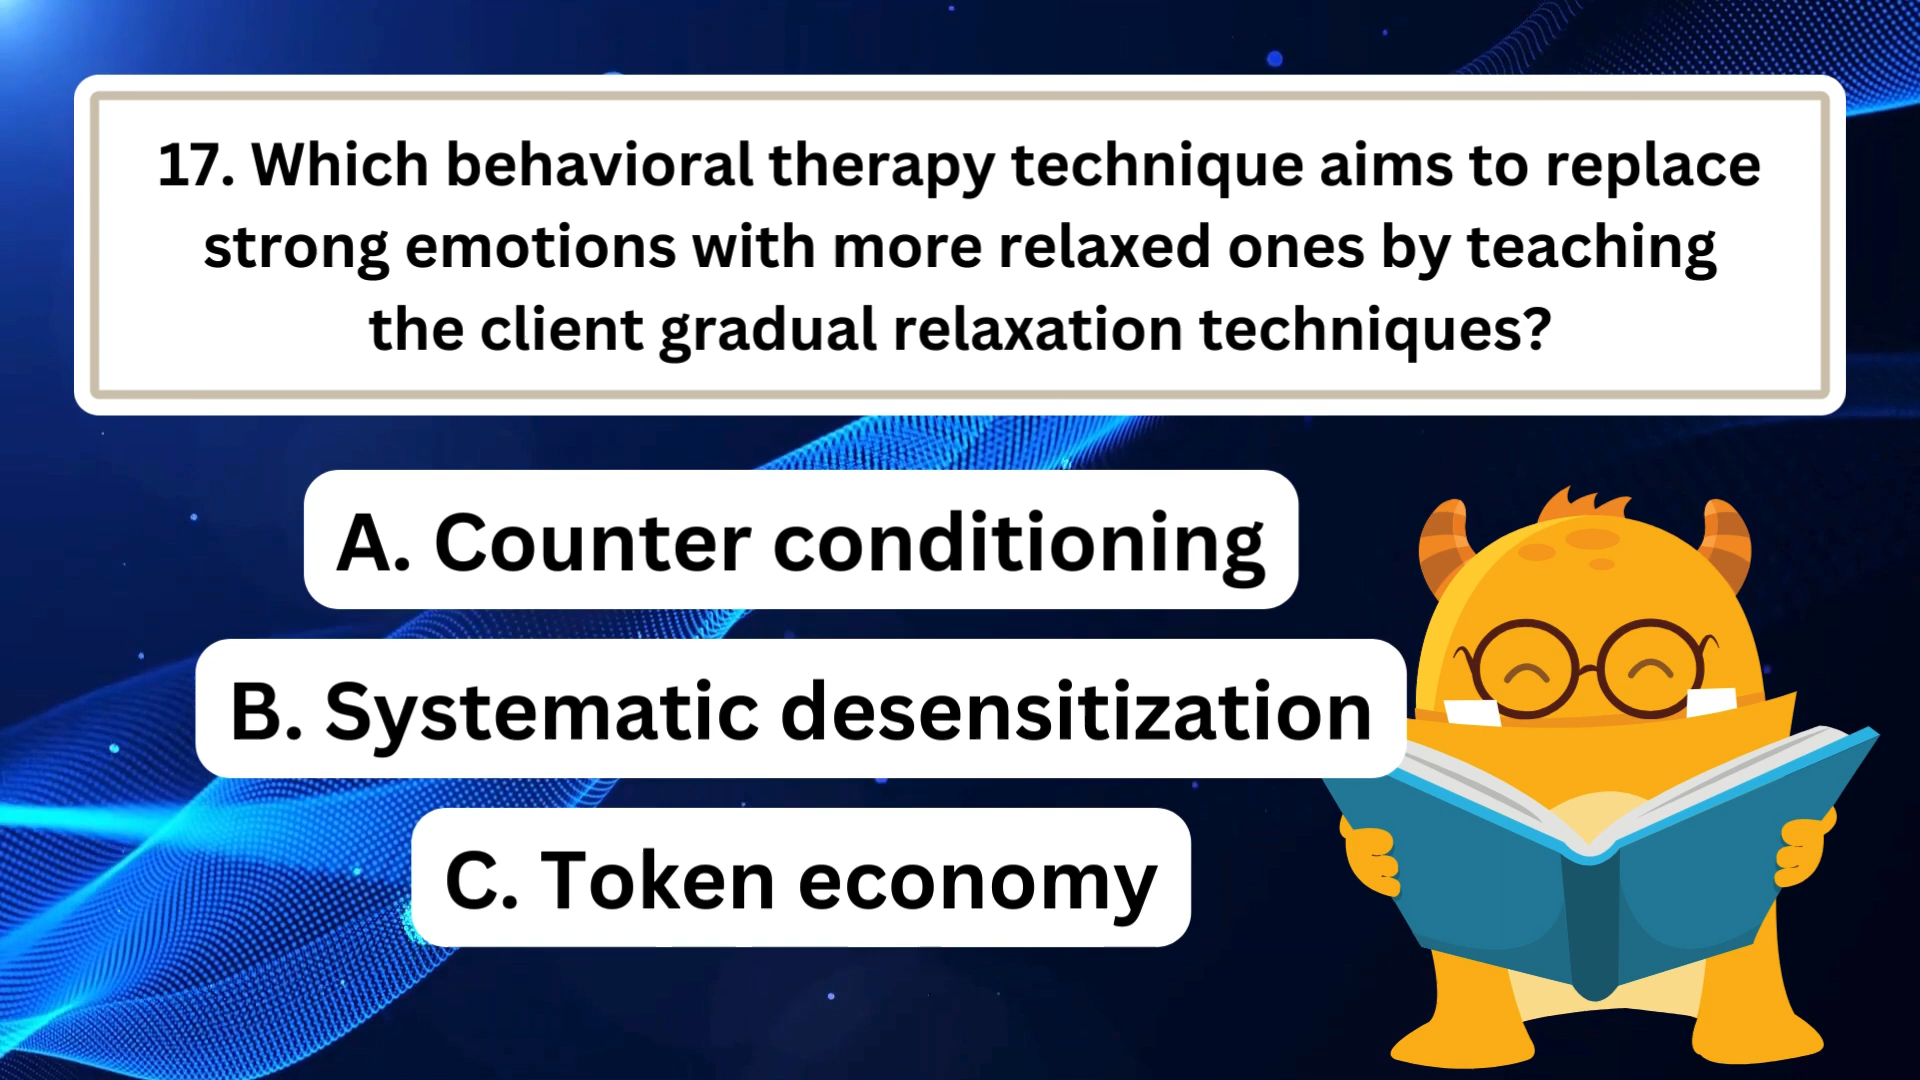 17. Which behavioral therapy technique aims to replace
strong emotions with more relaxed ones by teaching
the client gradual relaxation techniques?
A. Counter conditioning
B. Systematic desensitization
C. Token economy